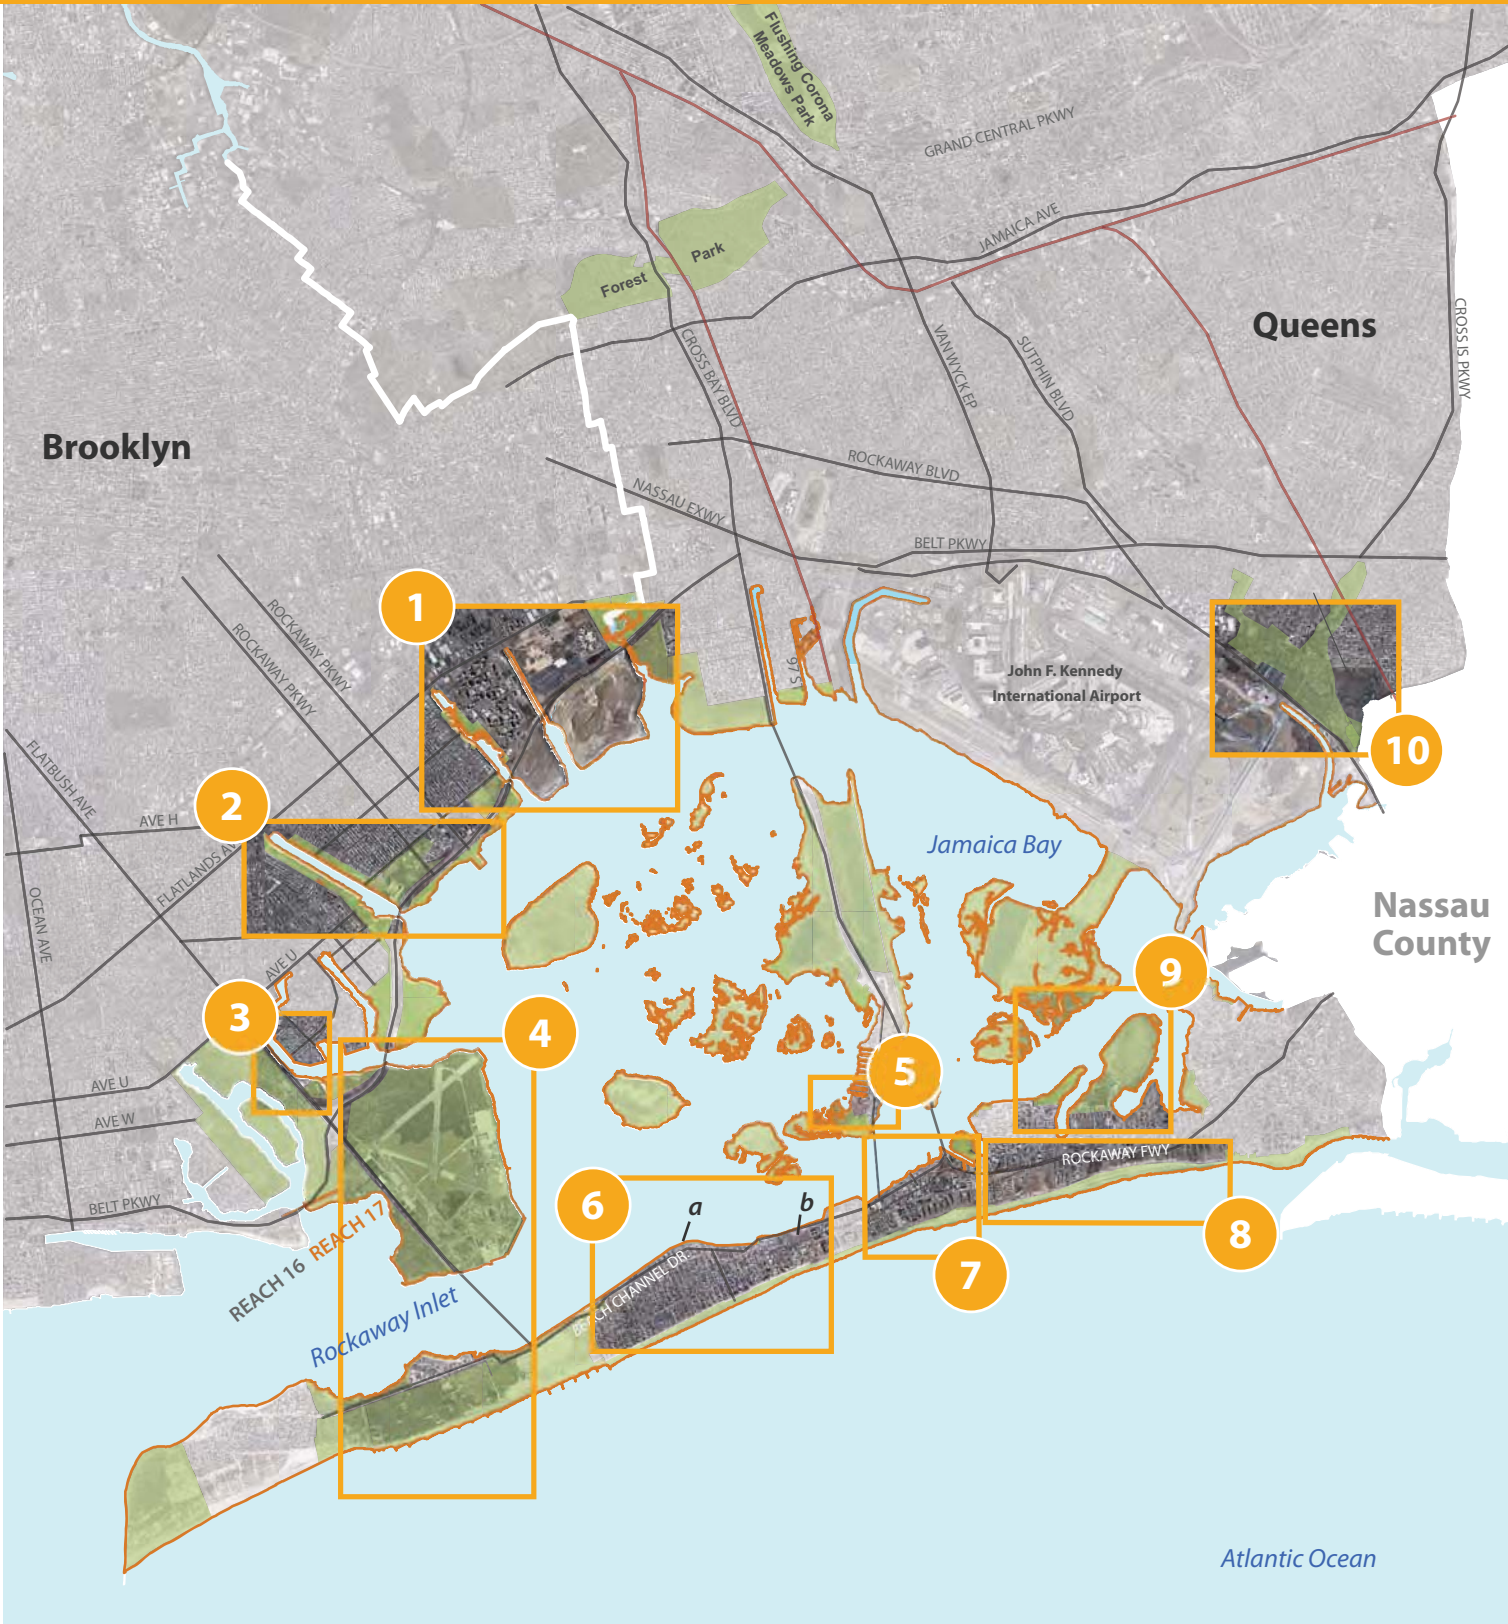 Flushing Corona
Meadows Park
GRAND CENTRAL PKWY
JAMAICA AVE
Forest
Park
Queens
CROSS IS PKWY
CROSS BAY BLVD
VAN WYCK EP
SUTPHIN BLVD
Brooklyn
ROCKAWAY BLVD
NASSAU EXWY
BELT PKWY
1
ROCKAWAY PKWY
ROCKAWAY PKWY
97 S
John F. Kennedy
International Airport
10
FLATBUSH AVE
2
AVE H
FLATLANDS AV
Jamaica Bay
OCEAN AVE
Nassau
County
AVE U
9
3
4
5
AVE U
AVE W
ROCKAWAY FWY
BELT PKWY
6
a
b
8
REACH 16
REACH 17
7
BEACH CHANNEL DR.
Rockaway Inlet
Atlantic Ocean